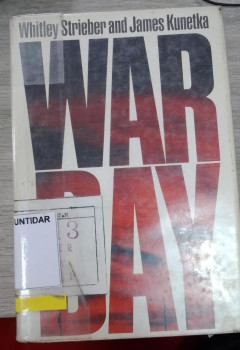 Whitley Strieber and James Kunetka
WAR
DAY
UNTIDAR
3